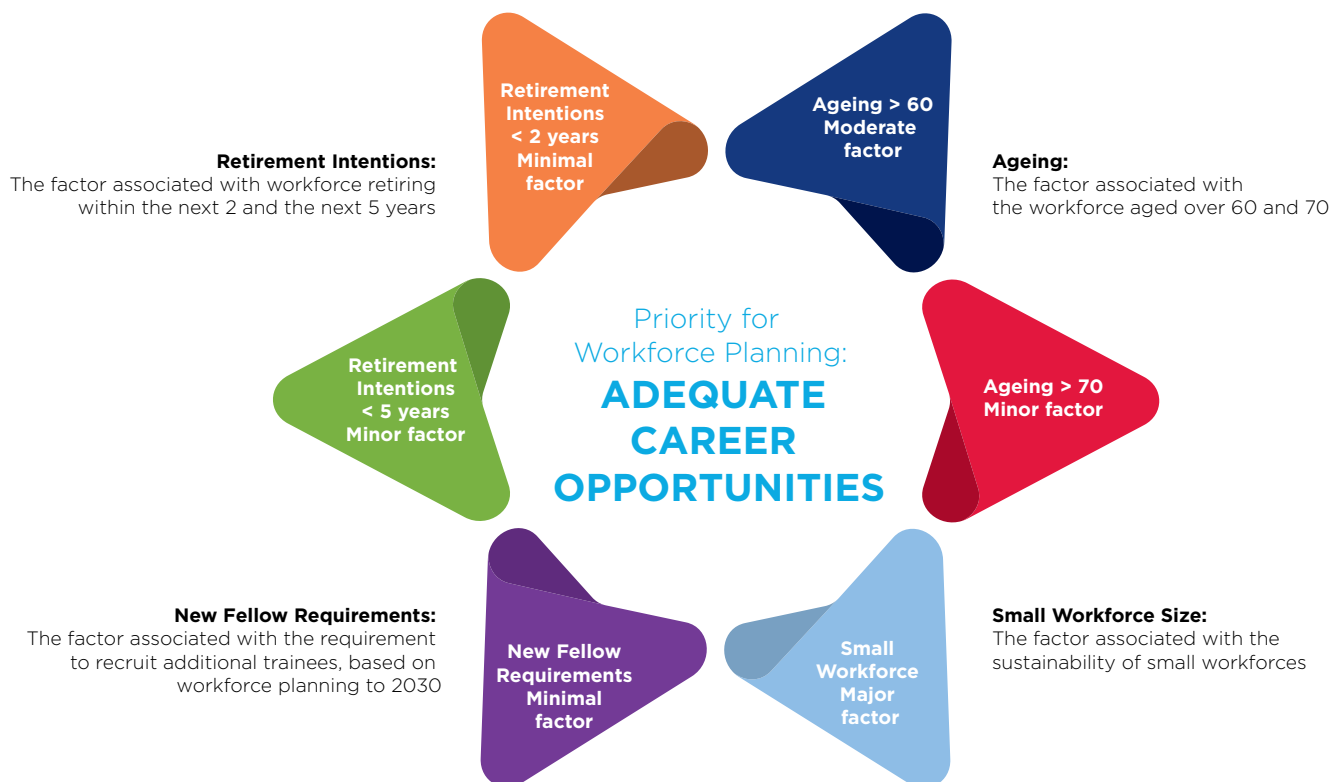 Retirement
Intentions
< 2 years
Minimal
factor
Ageing > 60
Moderate
factor
Retirement Intentions:
The factor associated with workforce retiring
within the next 2 and the next 5 years
Ageing:
The factor associated with
the workforce aged over 60 and 70
Priority for
Workforce Planning:
ADEQUATE
CAREER
OPPORTUNITIES
Retirement
Intentions
< 5 years
Minor factor
Ageing > 70
Minor factor
New Fellow Requirements:
The factor associated with the requirement
to recruit additional trainees, based on
workforce planning to 2030
New Fellow
Requirements
Minimal
factor
Small
Workforce
Major
factor
Small Workforce Size:
The factor associated with the
sustainability of small workforces